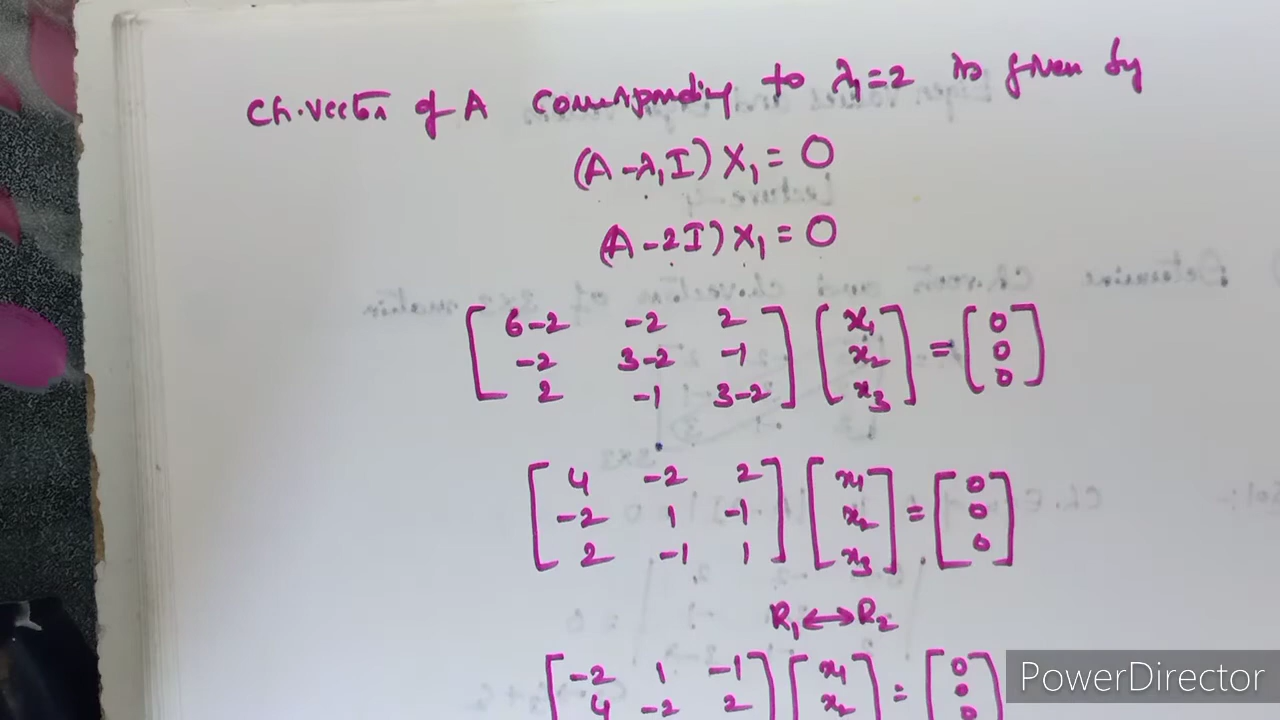 Ch.vector of A corresponding to λ₁=2 is given by
(A-λ₁I) X₁ = 0
(A-2I) X₁ = 0
[ 6-2 -2 2 ] [ x₁ ] = [ 0 ]
[ -2 3-2 -1 ] [ x₂ ] [ 0 ]
[ 2 -1 3-2 ] [ x₃ ] [ 0 ]
[ 4 -2 2 ] [ x₁ ] = [ 0 ]
[ -2 1 -1 ] [ x₂ ] [ 0 ]
[ 2 -1 1 ] [ x₃ ] [ 0 ]
R₁ ↔ R₂
[ -2 1 -1 ] [ x₁ ] = [ 0 ]
[ 4 -2 2 ] [ x₂ ] [ 0 ]
0
PowerDirector